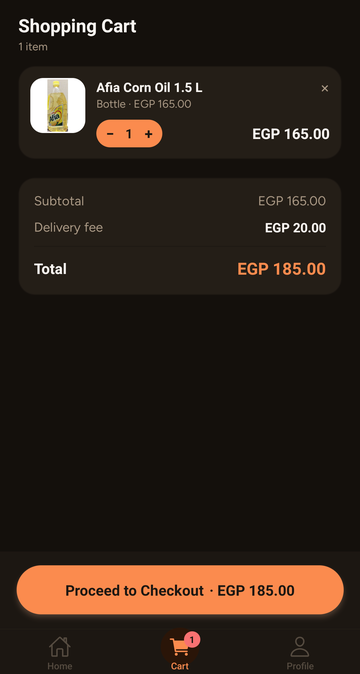 Shopping Cart
1 item
Afia Corn Oil 1.5 L
×
Bottle · EGP 165.00
− 1 +
EGP 165.00
Subtotal
EGP 165.00
Delivery fee
EGP 20.00
Total
EGP 185.00
Proceed to Checkout · EGP 185.00
1
Home
Cart
Profile